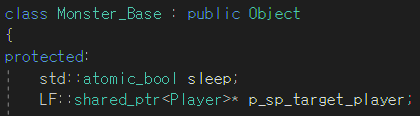 class Monster_Base : public Object
{
protected:
std::atomic_bool sleep;
LF::shared_ptr<Player>* p_sp_target_player;